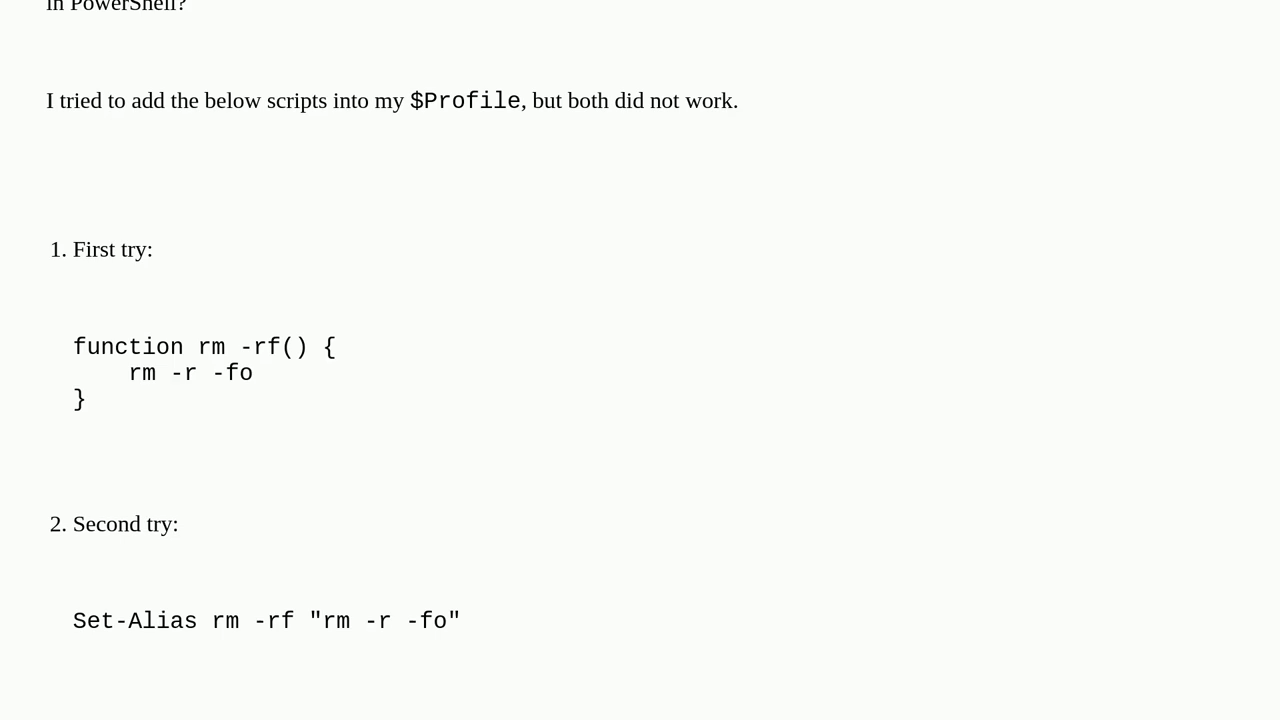 in PowerShell?
I tried to add the below scripts into my $Profile, but both did not work.
1. First try:
function rm -rf() {
    rm -r -fo
}
2. Second try:
Set-Alias rm -rf "rm -r -fo"